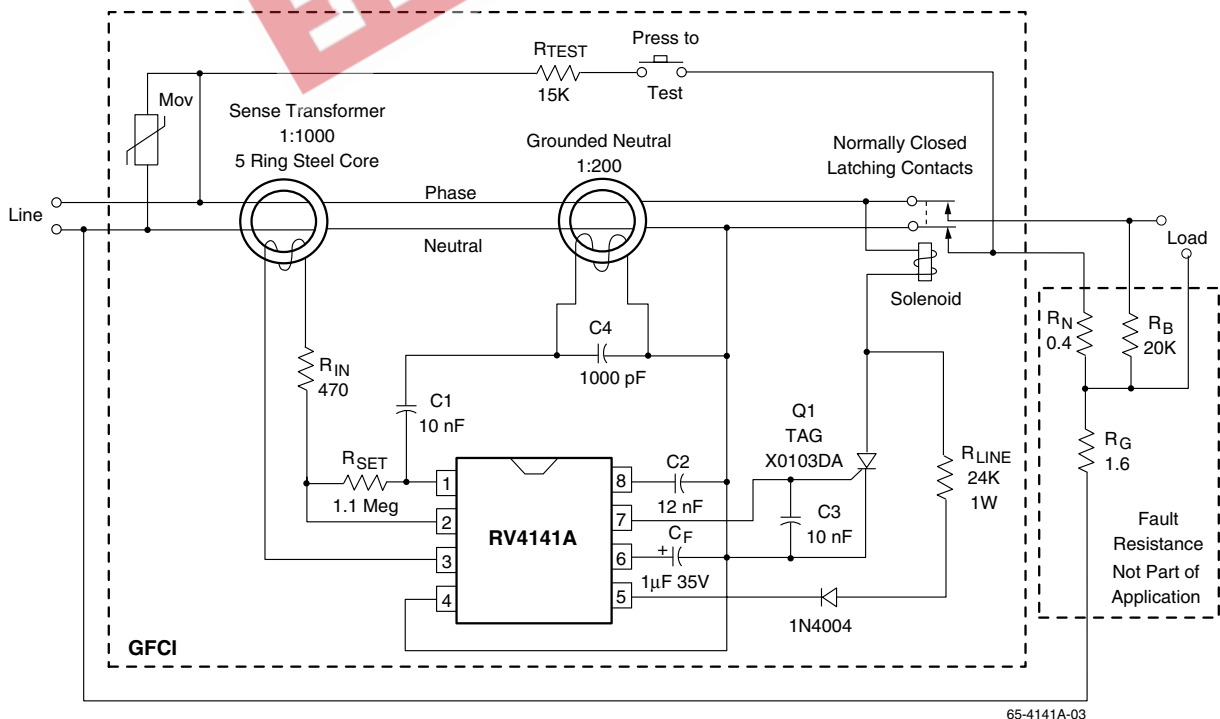 RTEST
15K
Press to
Test
Mov
Sense Transformer
1:1000
5 Ring Steel Core
Grounded Neutral
1:200
Normally Closed
Latching Contacts
Line
Phase
Neutral
Load
Solenoid
RIN
470
C4
1000 pF
RN
0.4
RB
20K
C1
10 nF
Q1
TAG
X0103DA
RG
1.6
RSET
1.1 Meg
RLINE
24K
1W
1
2
3
4
RV4141A
8
7
6
5
C2
12 nF
C3
10 nF
+
CF
1µF 35V
1N4004
Fault
Resistance
Not Part of
Application
GFCI
65-4141A-03